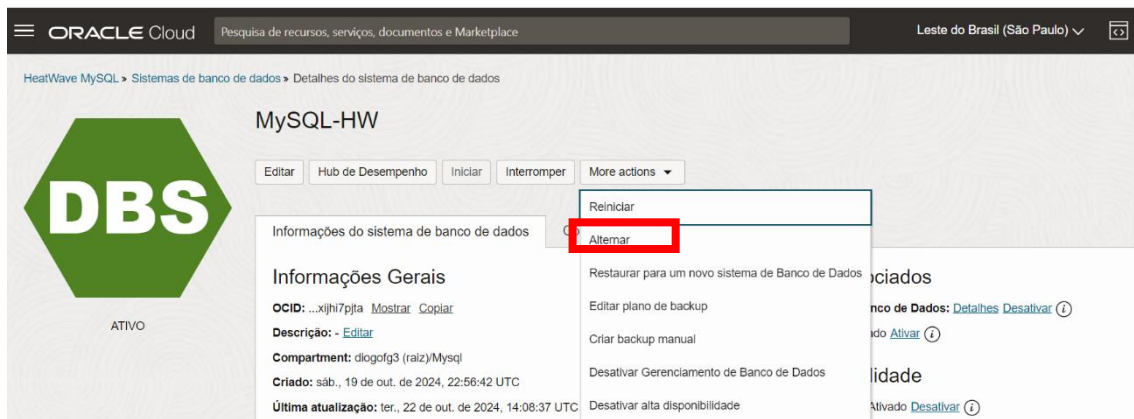 ORACLE Cloud
Pesquisa de recursos, serviços, documentos e Marketplace
Leste do Brasil (São Paulo)
HeatWave MySQL » Sistemas de banco de dados » Detalhes do sistema de banco de dados
DBS
ATIVO
MySQL-HW
Editar Hub de Desempenho Iniciar Interromper More actions
Reiniciar
Alternar
Restaurar para um novo sistema de Banco de Dados
Editar plano de backup
Criar backup manual
Desativar Gerenciamento de Banco de Dados
Desativar alta disponibilidade
Informações do sistema de banco de dados
Informações Gerais
OCID: ...xijhi7pjta Mostrar Copiar
Descrição: - Editar
Compartment: diogofg3 (raiz)/Mysql
Criado: sáb., 19 de out. de 2024, 22:56:42 UTC
Última atualização: ter., 22 de out. de 2024, 14:08:37 UTC
ociados
nco de Dados: Detalhes Desativar
do Ativar
lidade
Ativado Desativar